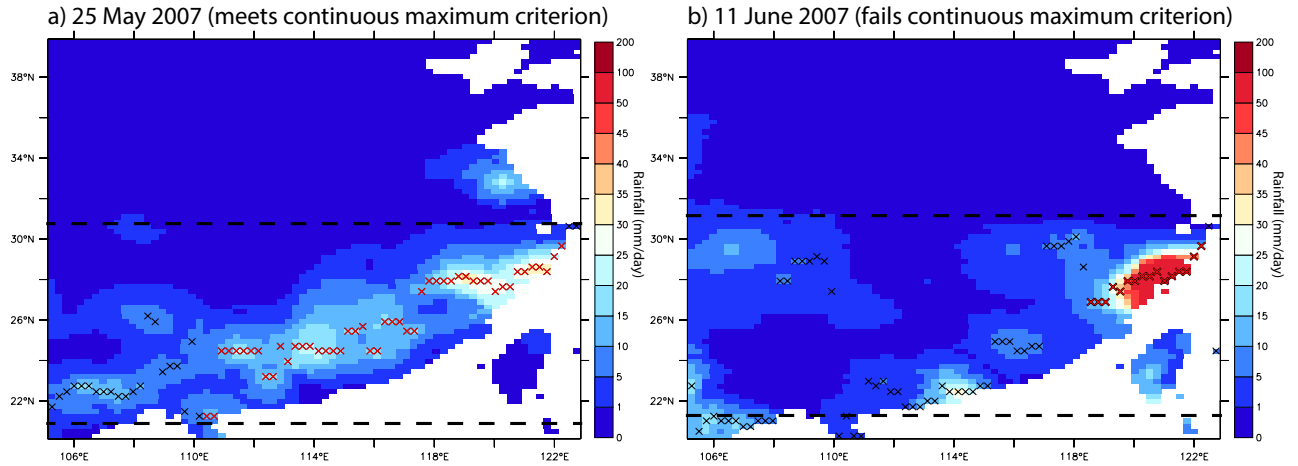 a) 25 May 2007 (meets continuous maximum criterion)
b) 11 June 2007 (fails continuous maximum criterion)
38°N
34°N
30°N
26°N
22°N
106°E
110°E
114°E
118°E
122°E
200
100
50
45
40
35
30
25
20
15
10
5
1
0
Rainfall (mm/day)
38°N
34°N
30°N
26°N
22°N
106°E
110°E
114°E
118°E
122°E
200
100
50
45
40
35
30
25
20
15
10
5
1
0
Rainfall (mm/day)